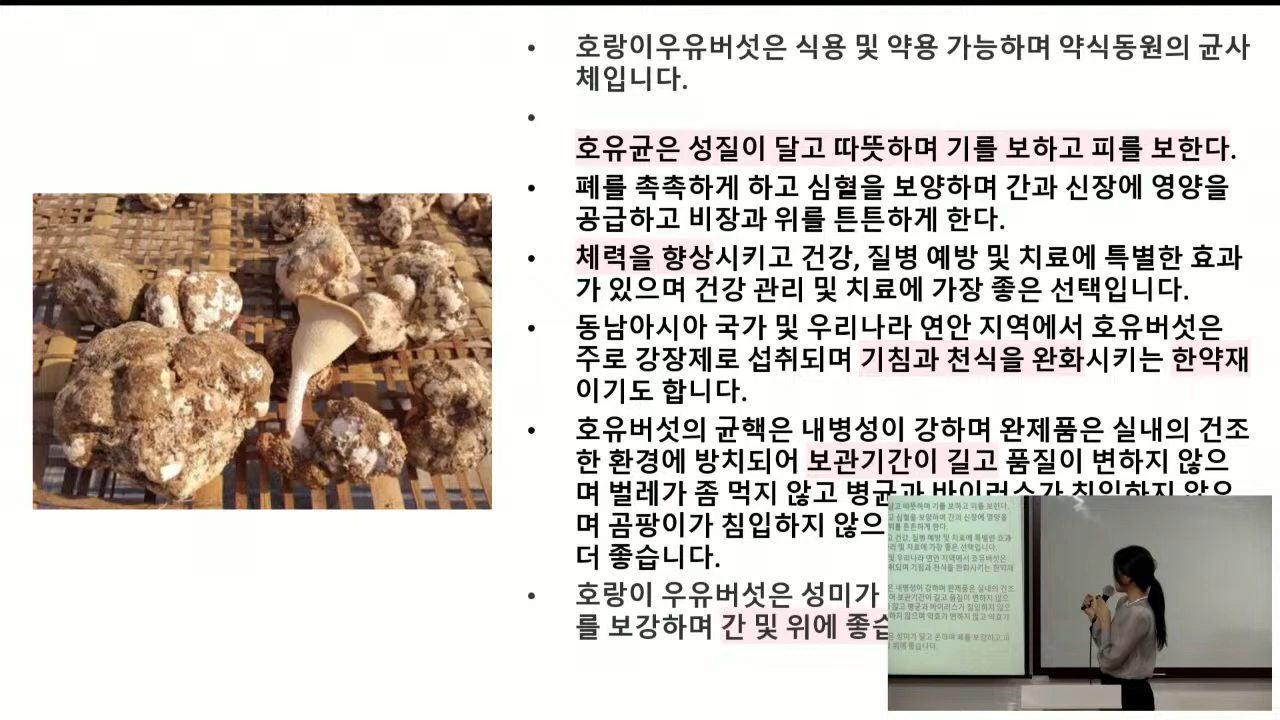 • 호랑이우유버섯은 식용 및 약용 가능하며 약식동원의 균사
체입니다.
•
호유균은 성질이 달고 따뜻하며 기를 보하고 피를 보한다.
• 폐를 촉촉하게 하고 심혈을 보양하며 간과 신장에 영양을
공급하고 비장과 위를 튼튼하게 한다.
• 체력을 향상시키고 건강, 질병 예방 및 치료에 특별한 효과
가 있으며 건강 관리 및 치료에 가장 좋은 선택입니다.
• 동남아시아 국가 및 우리나라 연안 지역에서 호유버섯은
주로 강장제로 섭취되며 기침과 천식을 완화시키는 한약재
이기도 합니다.
• 호유버섯의 균핵은 내병성이 강하며 완제품은 실내의 건조
한 환경에 방치되어 보관기간이 길고 품질이 변하지 않으
며 벌레가 좀 먹지 않고 병균과 바이러스가 침입하지 않으
며 곰팡이가 침입하지 않으
더 좋습니다.
• 호랑이 우유버섯은 성미가
를 보강하며 간 및 위에 좋습